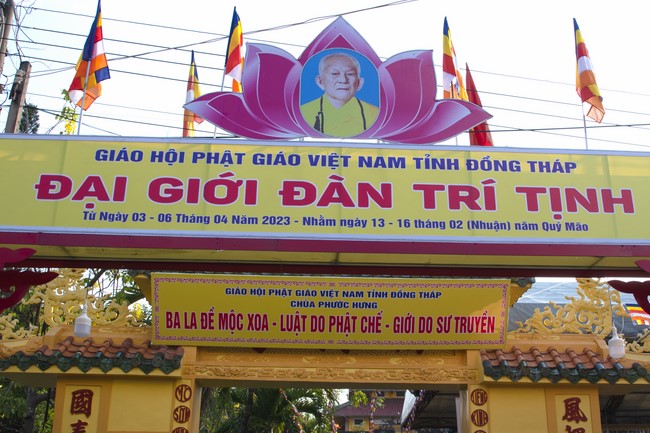 GIÁO HỘI PHẬT GIÁO VIỆT NAM TỈNH ĐỒNG THÁP
ĐẠI GIỚI ĐÀN TRÍ TỊNH
Từ Ngày 03 - 06 Tháng 04 Năm 2023 - Nhằm ngày 13 - 16 tháng 02 (Nhuận) năm Quý Mão
GIÁO HỘI PHẬT GIÁO VIỆT NAM TỈNH ĐỒNG THÁP
CHÙA PHƯỚC HƯNG
BA LA ĐỀ MỘC XOA - LUẬT DO PHẬT CHẾ - GIỚI DO SƯ TRUYỀN
國
風